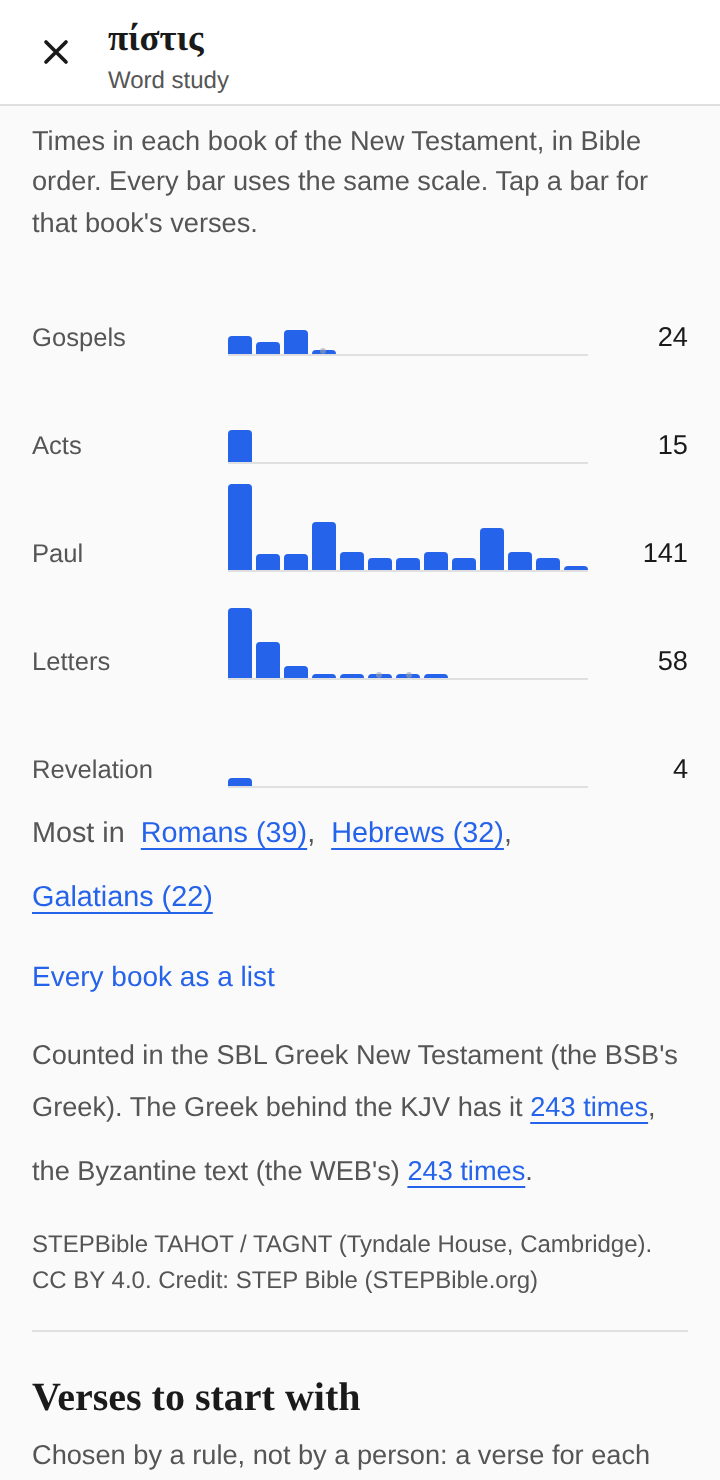 πίστις
Word study
Times in each book of the New Testament, in Bible
order. Every bar uses the same scale. Tap a bar for
that book's verses.
Gospels 24
Acts 15
Paul 141
Letters 58
Revelation 4
Most in Romans (39), Hebrews (32),
Galatians (22)
Every book as a list
Counted in the SBL Greek New Testament (the BSB's
Greek). The Greek behind the KJV has it 243 times,
the Byzantine text (the WEB's) 243 times.
STEPBible TAHOT / TAGNT (Tyndale House, Cambridge).
CC BY 4.0. Credit: STEP Bible (STEPBible.org)
Verses to start with
Chosen by a rule, not by a person: a verse for each